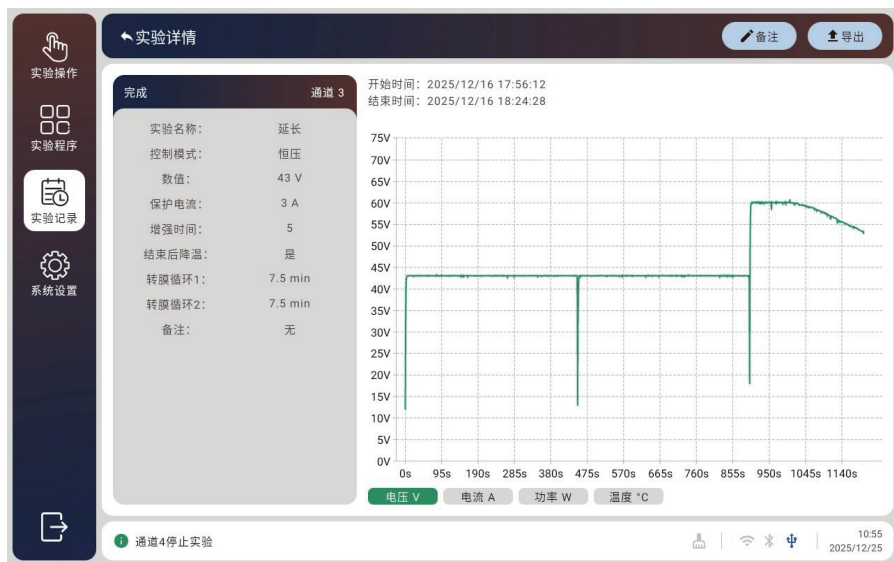 实验详情
备注
导出
实验操作
实验程序
实验记录
系统设置
完成 通道 3
实验名称： 延长
控制模式： 恒压
数值： 43 V
保护电流： 3 A
增强时间： 5
结束后降温： 是
转膜循环1： 7.5 min
转膜循环2： 7.5 min
备注： 无
开始时间：2025/12/16 17:56:12
结束时间：2025/12/16 18:24:28
75V
70V
65V
60V
55V
50V
45V
40V
35V
30V
25V
20V
15V
10V
5V
0V
0s 95s 190s 285s 380s 475s 570s 665s 760s 855s 950s 1045s 1140s
电压 V 电流 A 功率 W 温度 °C
通道4停止实验
10:55
2025/12/25